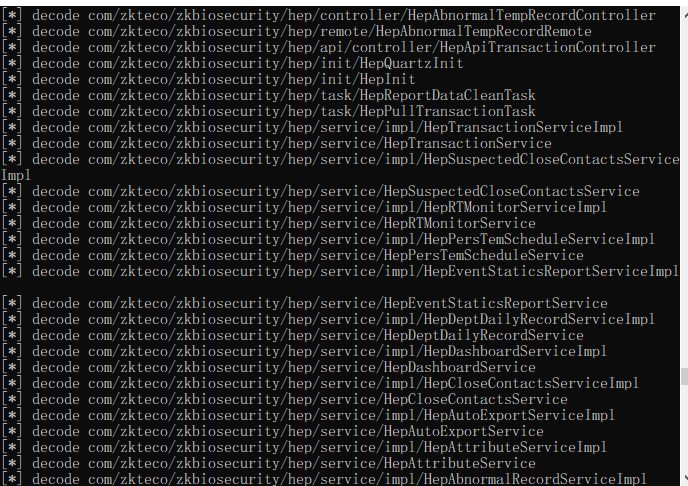 [*] decode com/zkteco/zkbiosecurity/hep/controller/HepAbnormalTempRecordController
[*] decode com/zkteco/zkbiosecurity/hep/remote/HepAbnormalTempRecordRemote
[*] decode com/zkteco/zkbiosecurity/hep/api/controller/HepApiTransactionController
[*] decode com/zkteco/zkbiosecurity/hep/init/HepQuartzInit
[*] decode com/zkteco/zkbiosecurity/hep/init/HepInit
[*] decode com/zkteco/zkbiosecurity/hep/task/HepReportDataCleanTask
[*] decode com/zkteco/zkbiosecurity/hep/task/HepPullTransactionTask
[*] decode com/zkteco/zkbiosecurity/hep/service/impl/HepTransactionServiceImpl
[*] decode com/zkteco/zkbiosecurity/hep/service/HepTransactionService
[*] decode com/zkteco/zkbiosecurity/hep/service/impl/HepSuspectedCloseContactsService
Impl
[*] decode com/zkteco/zkbiosecurity/hep/service/HepSuspectedCloseContactsService
[*] decode com/zkteco/zkbiosecurity/hep/service/impl/HepRTMonitorServiceImpl
[*] decode com/zkteco/zkbiosecurity/hep/service/HepRTMonitorService
[*] decode com/zkteco/zkbiosecurity/hep/service/impl/HepPersTemScheduleServiceImpl
[*] decode com/zkteco/zkbiosecurity/hep/service/HepPersTemScheduleService
[*] decode com/zkteco/zkbiosecurity/hep/service/impl/HepEventStaticsReportServiceImpl
[*] decode com/zkteco/zkbiosecurity/hep/service/HepEventStaticsReportService
[*] decode com/zkteco/zkbiosecurity/hep/service/impl/HepDeptDailyRecordServiceImpl
[*] decode com/zkteco/zkbiosecurity/hep/service/HepDeptDailyRecordService
[*] decode com/zkteco/zkbiosecurity/hep/service/impl/HepDashboardServiceImpl
[*] decode com/zkteco/zkbiosecurity/hep/service/HepDashboardService
[*] decode com/zkteco/zkbiosecurity/hep/service/impl/HepCloseContactsServiceImpl
[*] decode com/zkteco/zkbiosecurity/hep/service/HepCloseContactsService
[*] decode com/zkteco/zkbiosecurity/hep/service/impl/HepAutoExportServiceImpl
[*] decode com/zkteco/zkbiosecurity/hep/service/HepAutoExportService
[*] decode com/zkteco/zkbiosecurity/hep/service/impl/HepAttributeServiceImpl
[*] decode com/zkteco/zkbiosecurity/hep/service/HepAttributeService
[*] decode com/zkteco/zkbiosecurity/hep/service/impl/HepAbnormalRecordServiceImpl